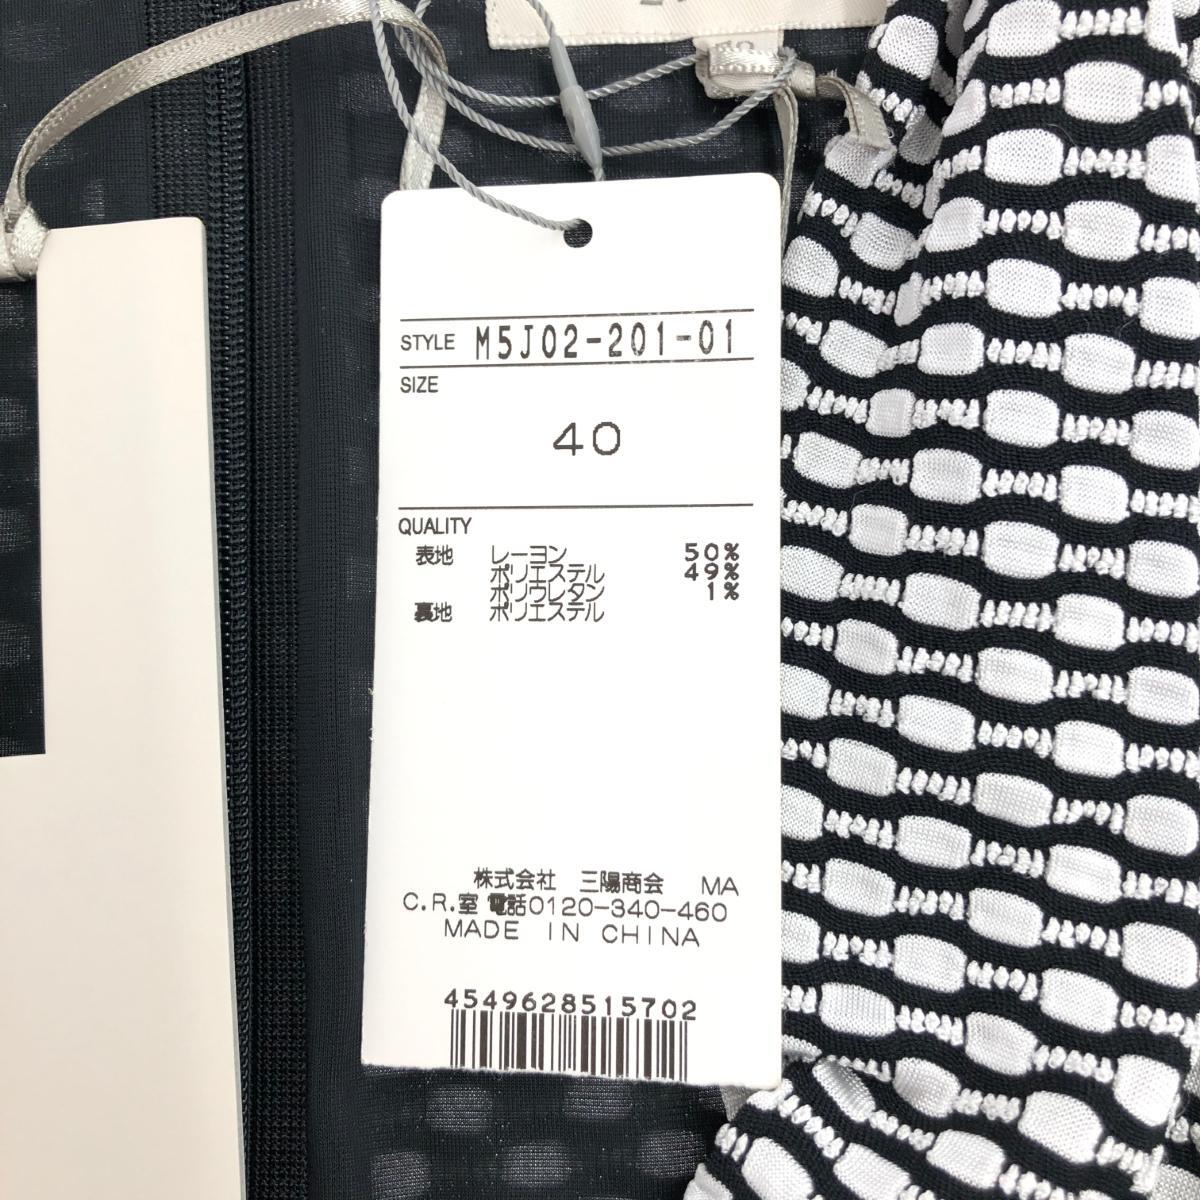 STYLE M5J02-201-01
SIZE
40
QUALITY
表地 レーヨン 50%
ポリエステル 49%
ポリウレタン 1%
裏地 ポリエステル
株式会社 三陽商会 MA
C.R.室 電話0120-340-460
MADE IN CHINA
4549628515702